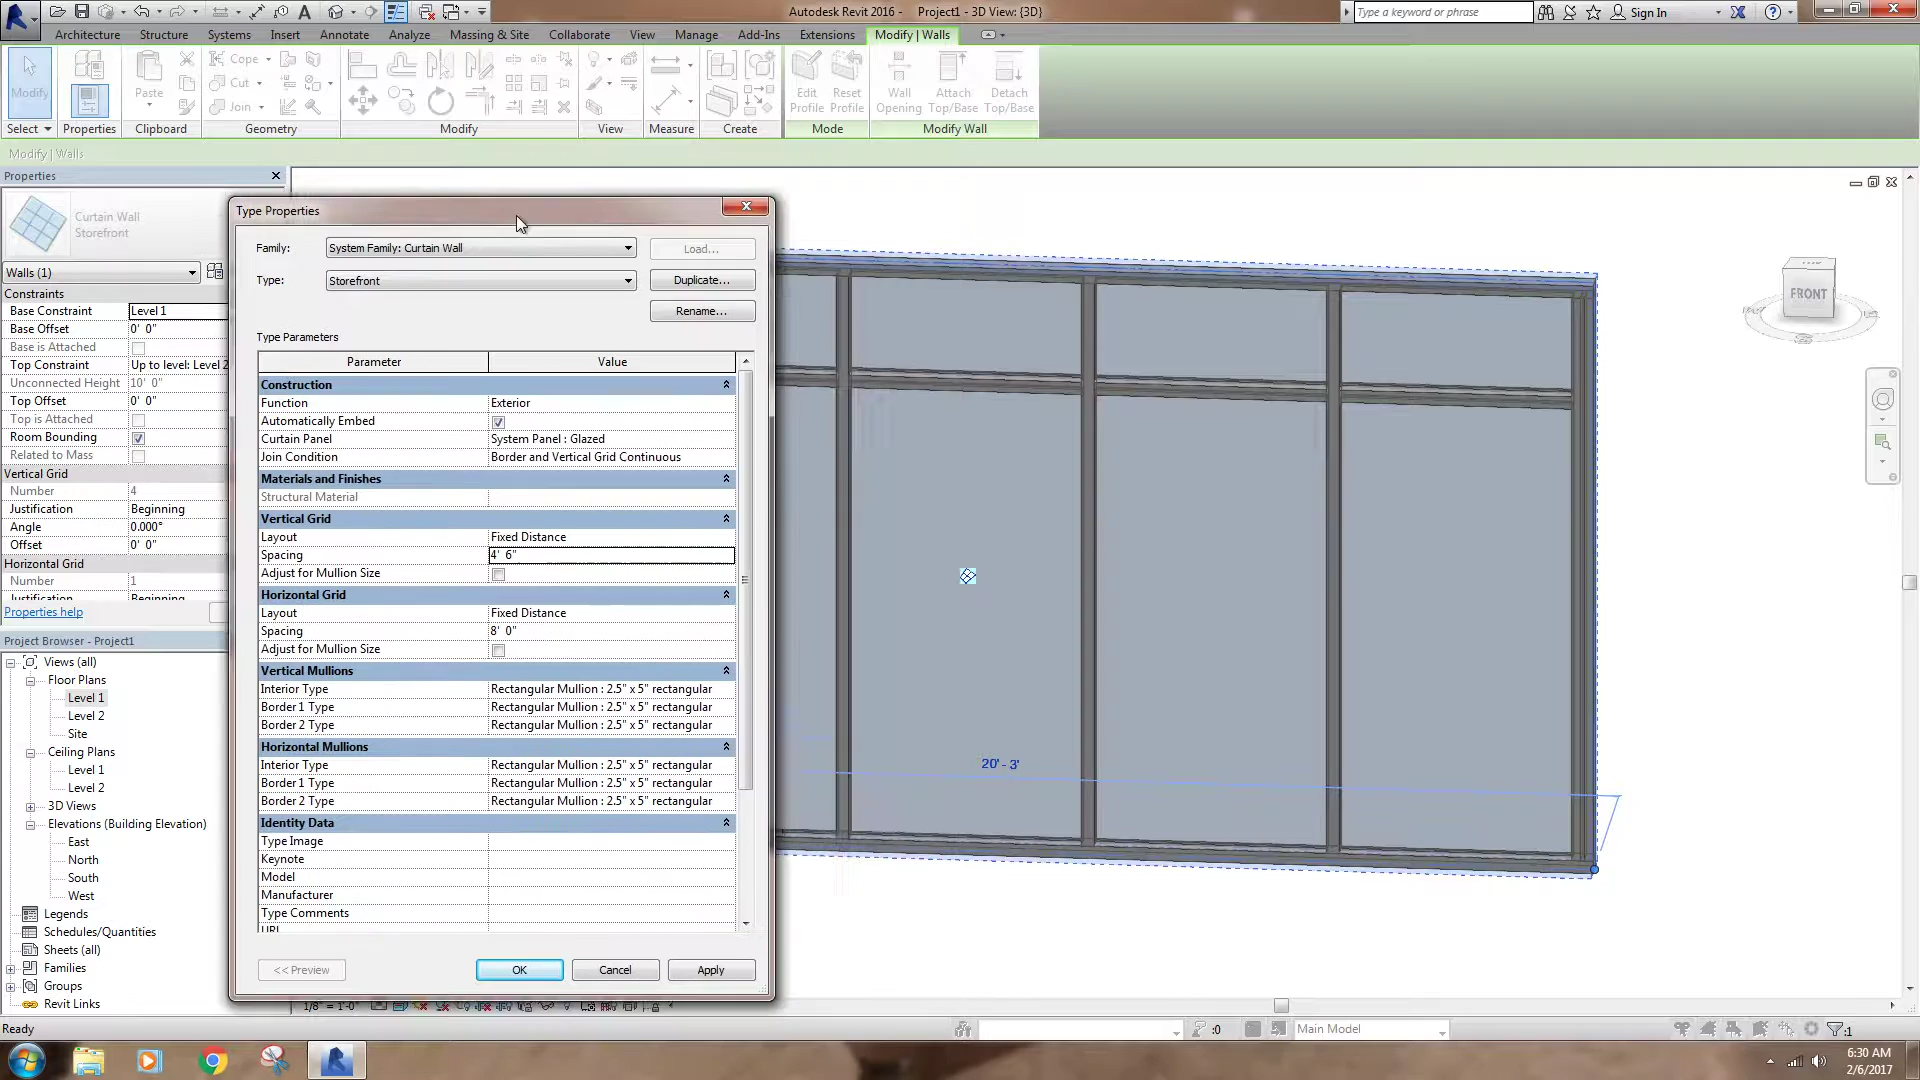 Autodesk Revit 2016 - Project1 - 3D View: {3D}
Type a keyword or phrase
Sign In
Architecture Structure Systems Insert Annotate Analyze Massing & Site Collaborate View Manage Add-Ins Extensions Modify | Walls
Modify
Paste
Cope
Cut
Join
Edit Profile
Reset Profile
Wall Opening
Attach Top/Base
Detach Top/Base
Select Properties Clipboard Geometry Modify View Measure Create Mode Modify Wall
Modify | Walls
Properties
Curtain Wall
Storefront
Walls (1)
Constraints
Base Constraint Level 1
Base Offset 0' 0"
Base is Attached
Top Constraint Up to level: Level 2
Unconnected Height 10' 0"
Top Offset 0' 0"
Top is Attached
Room Bounding
Related to Mass
Vertical Grid
Number 4
Justification Beginning
Angle 0.000°
Offset 0' 0"
Horizontal Grid
Number 1
Justification Beginning
Properties help
Project Browser - Project1
Views (all)
Floor Plans
Level 1
Level 2
Site
Ceiling Plans
Level 1
Level 2
3D Views
Elevations (Building Elevation)
East
North
South
West
Legends
Schedules/Quantities
Sheets (all)
Families
Groups
Revit Links
Type Properties
Family: System Family: Curtain Wall Load...
Type: Storefront Duplicate...
Rename...
Type Parameters
Parameter Value
Construction
Function Exterior
Automatically Embed
Curtain Panel System Panel : Glazed
Join Condition Border and Vertical Grid Continuous
Materials and Finishes
Structural Material
Vertical Grid
Layout Fixed Distance
Spacing 4' 6"
Adjust for Mullion Size
Horizontal Grid
Layout Fixed Distance
Spacing 8' 0"
Adjust for Mullion Size
Vertical Mullions
Interior Type Rectangular Mullion : 2.5" x 5" rectangular
Border 1 Type Rectangular Mullion : 2.5" x 5" rectangular
Border 2 Type Rectangular Mullion : 2.5" x 5" rectangular
Horizontal Mullions
Interior Type Rectangular Mullion : 2.5" x 5" rectangular
Border 1 Type Rectangular Mullion : 2.5" x 5" rectangular
Border 2 Type Rectangular Mullion : 2.5" x 5" rectangular
Identity Data
Type Image
Keynote
Model
Manufacturer
Type Comments
URL
<< Preview OK Cancel Apply
FRONT
20' - 3'
1/8" = 1'-0"
Ready
:0
Main Model
:1
6:30 AM
2/6/2017